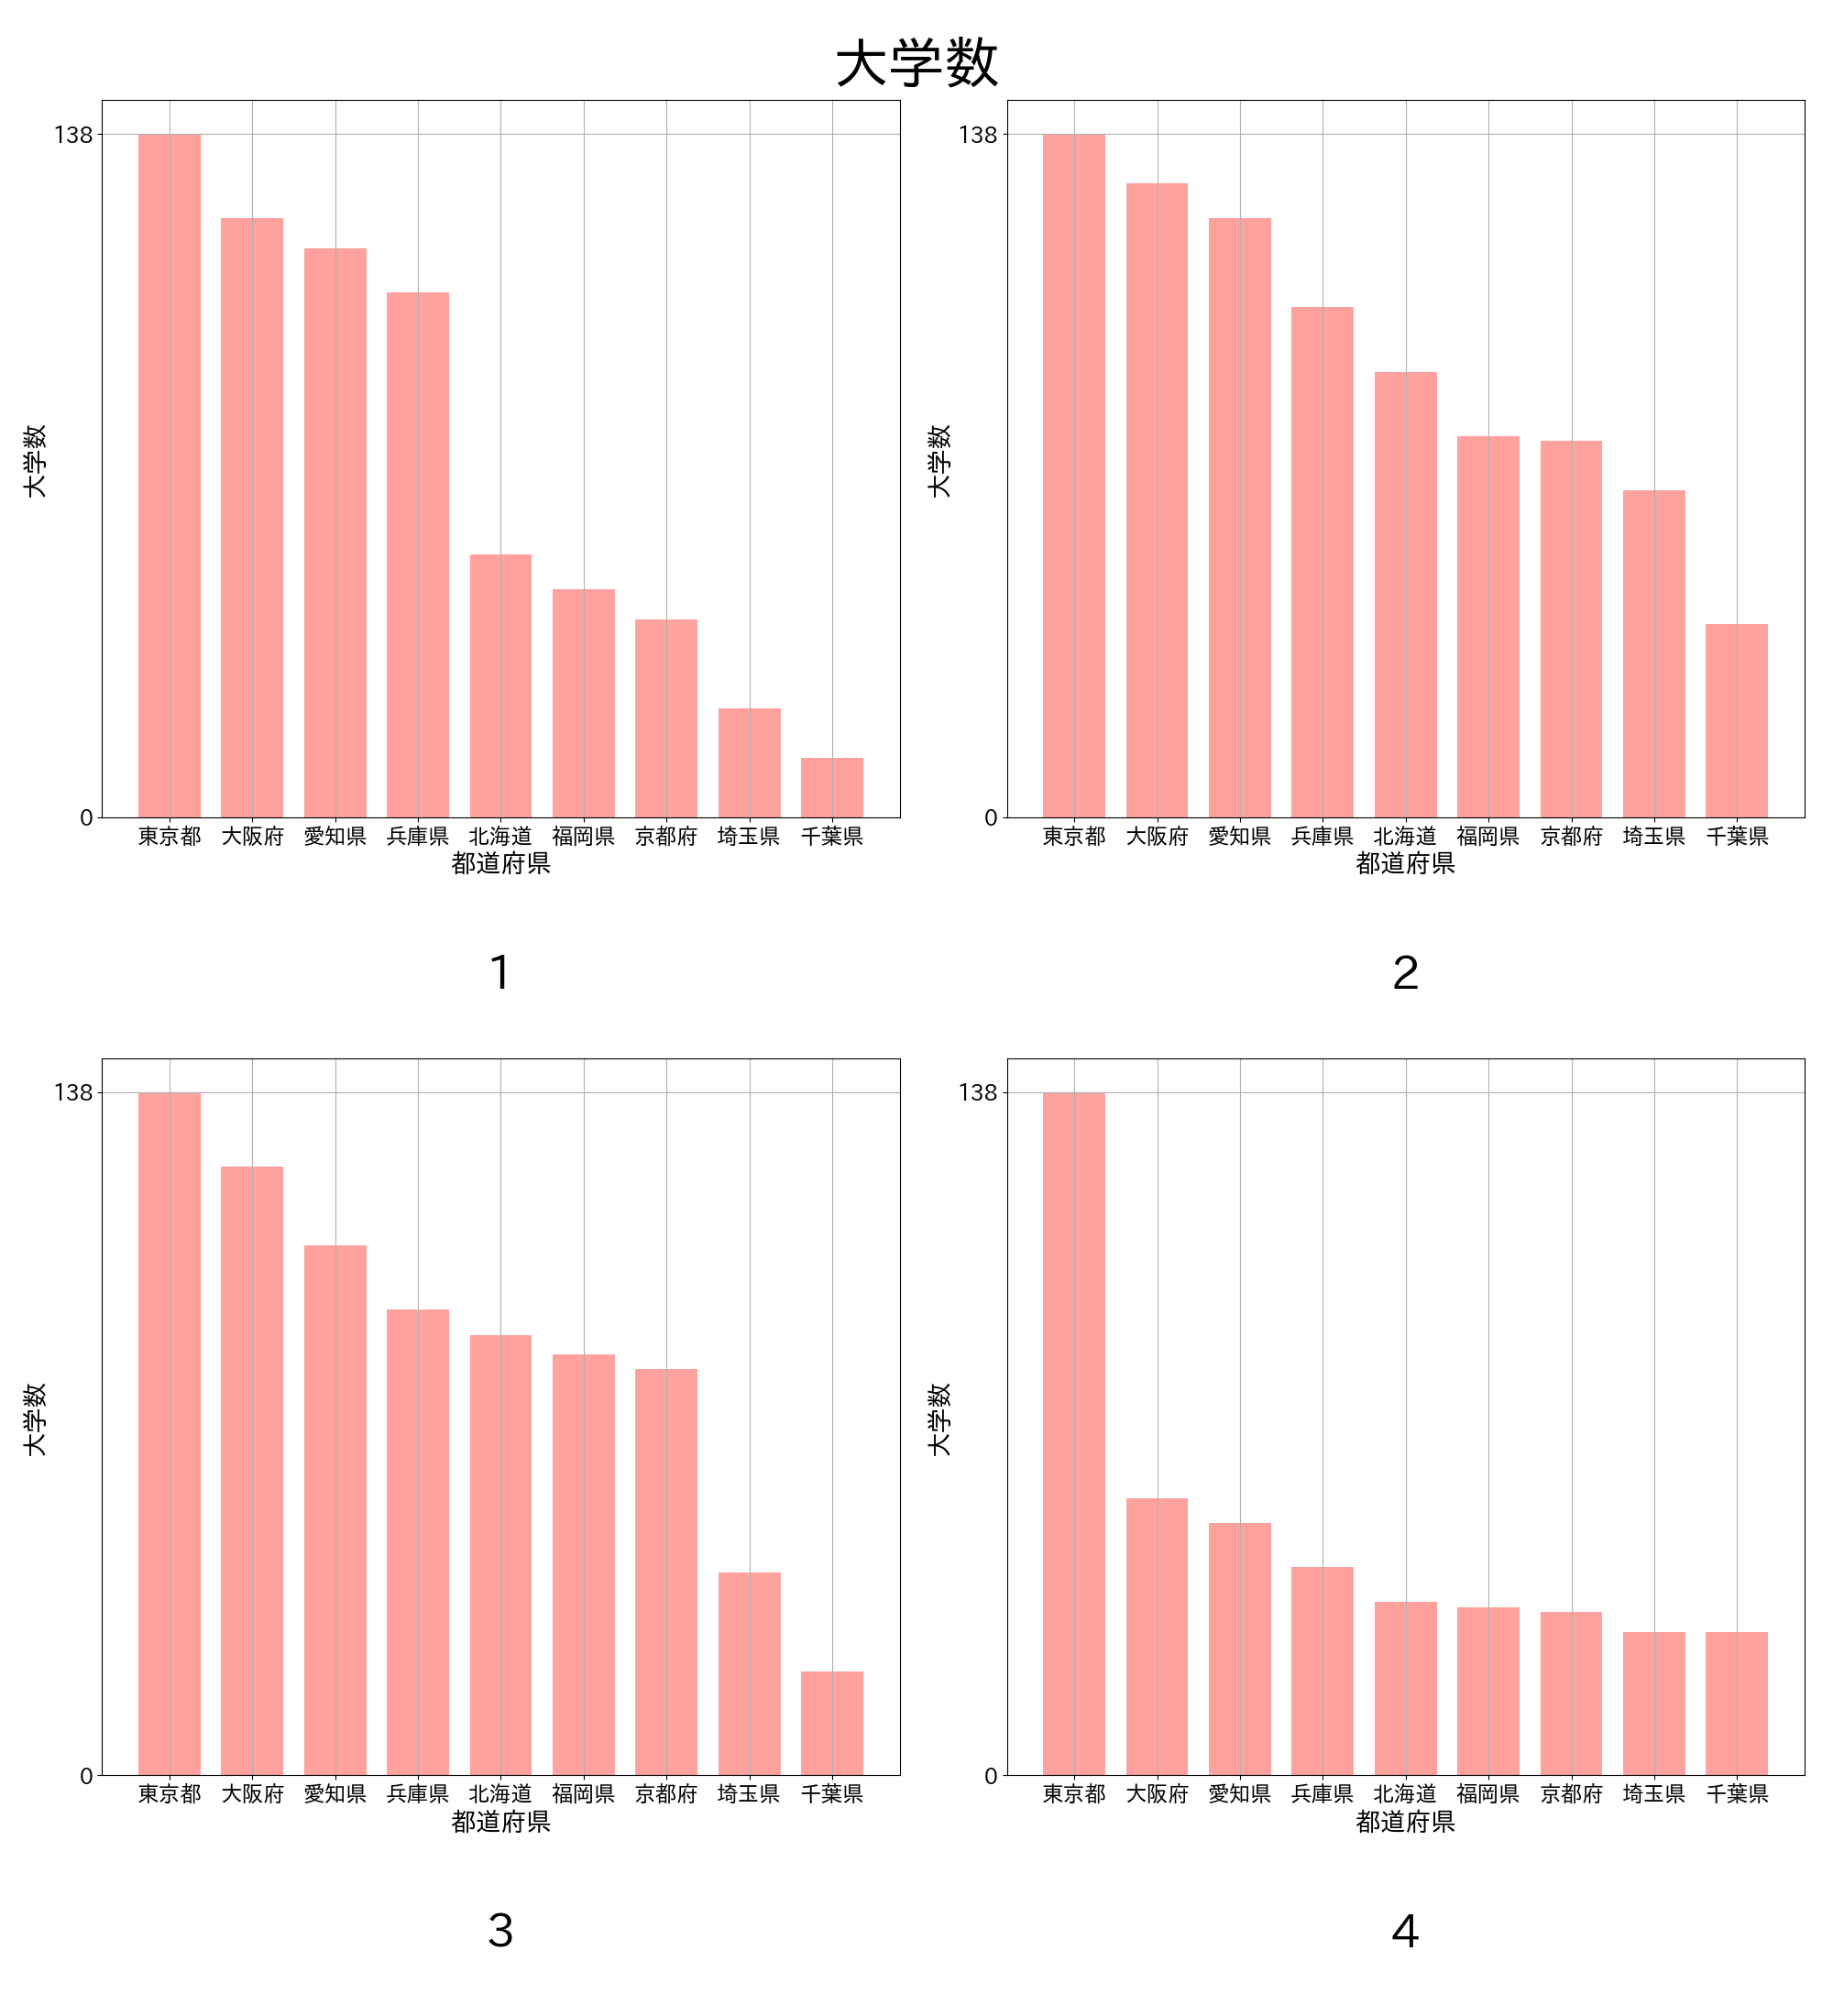 大学数
138
大学数
0
東京都 大阪府 愛知県 兵庫県 北海道 福岡県 京都府 埼玉県 千葉県
都道府県
1
138
大学数
0
東京都 大阪府 愛知県 兵庫県 北海道 福岡県 京都府 埼玉県 千葉県
都道府県
2
138
大学数
0
東京都 大阪府 愛知県 兵庫県 北海道 福岡県 京都府 埼玉県 千葉県
都道府県
3
138
大学数
0
東京都 大阪府 愛知県 兵庫県 北海道 福岡県 京都府 埼玉県 千葉県
都道府県
4